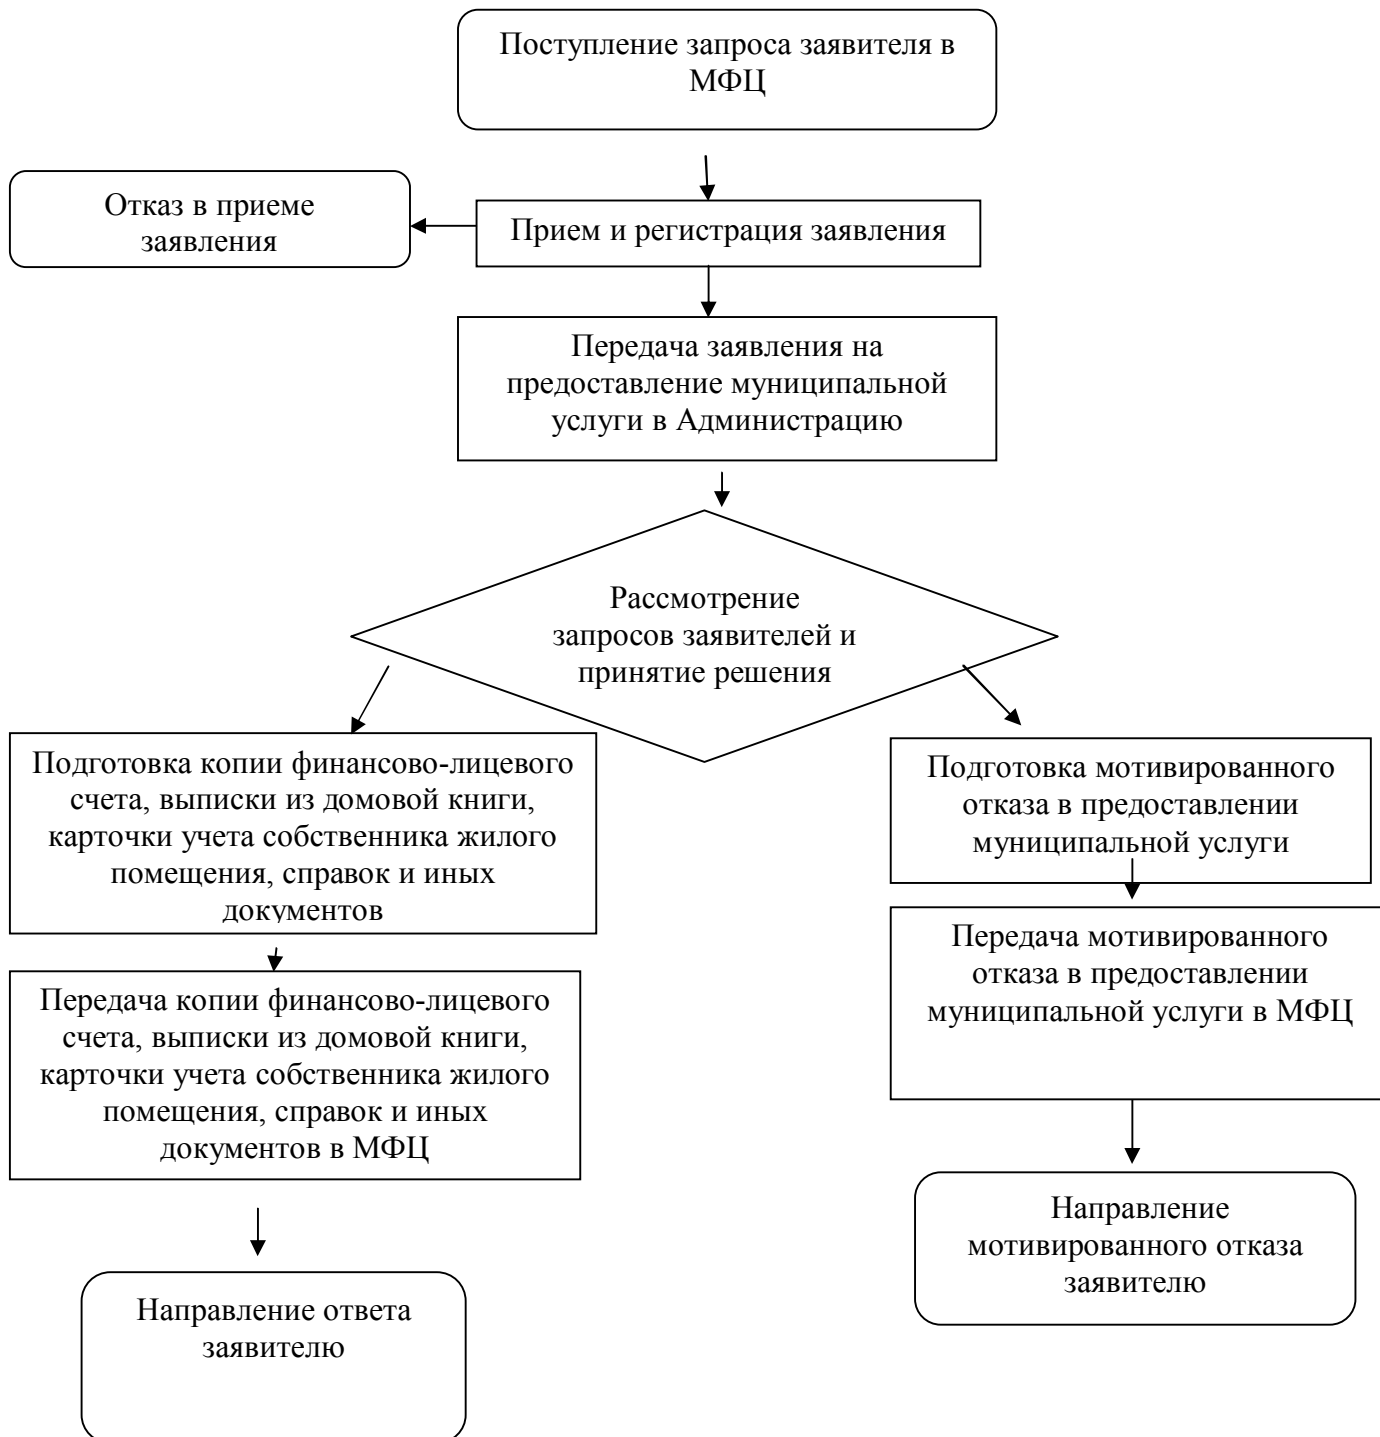 Поступление запроса заявителя в
МФЦ
Отказ в приеме
заявления
Прием и регистрация заявления
Передача заявления на
предоставление муниципальной
услуги в Администрацию
Рассмотрение
запросов заявителей и
принятие решения
Подготовка копии финансово-лицевого
счета, выписки из домовой книги,
карточки учета собственника жилого
помещения, справок и иных
документов
Подготовка мотивированного
отказа в предоставлении
муниципальной услуги
Передача копии финансово-лицевого
счета, выписки из домовой книги,
карточки учета собственника жилого
помещения, справок и иных
документов в МФЦ
Передача мотивированного
отказа в предоставлении
муниципальной услуги в МФЦ
Направление ответа
заявителю
Направление
мотивированного отказа
заявителю